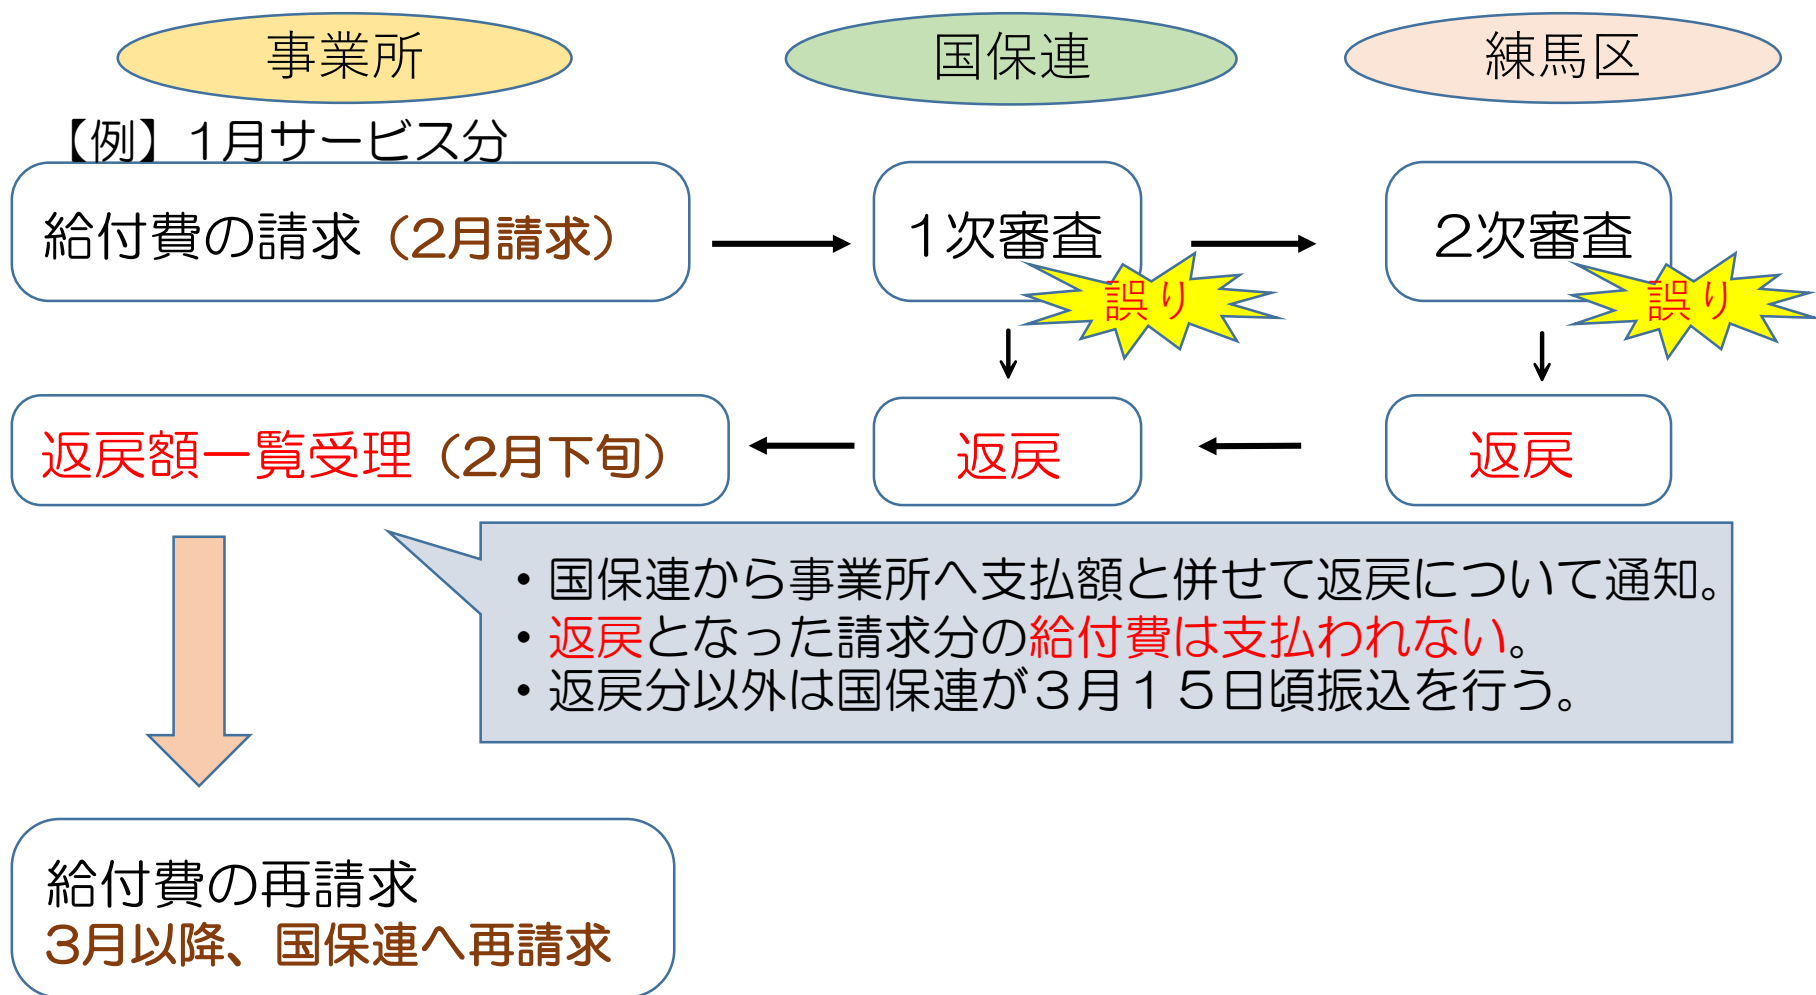 事業所
国保連
練馬区
【例】１月サービス分
給付費の請求（２月請求）
１次審査
２次審査
誤り
誤り
返戻額一覧受理（２月下旬）
返戻
返戻
・国保連から事業所へ支払額と併せて返戻について通知。
・返戻となった請求分の給付費は支払われない。
・返戻分以外は国保連が３月１５日頃振込を行う。
給付費の再請求
３月以降、国保連へ再請求